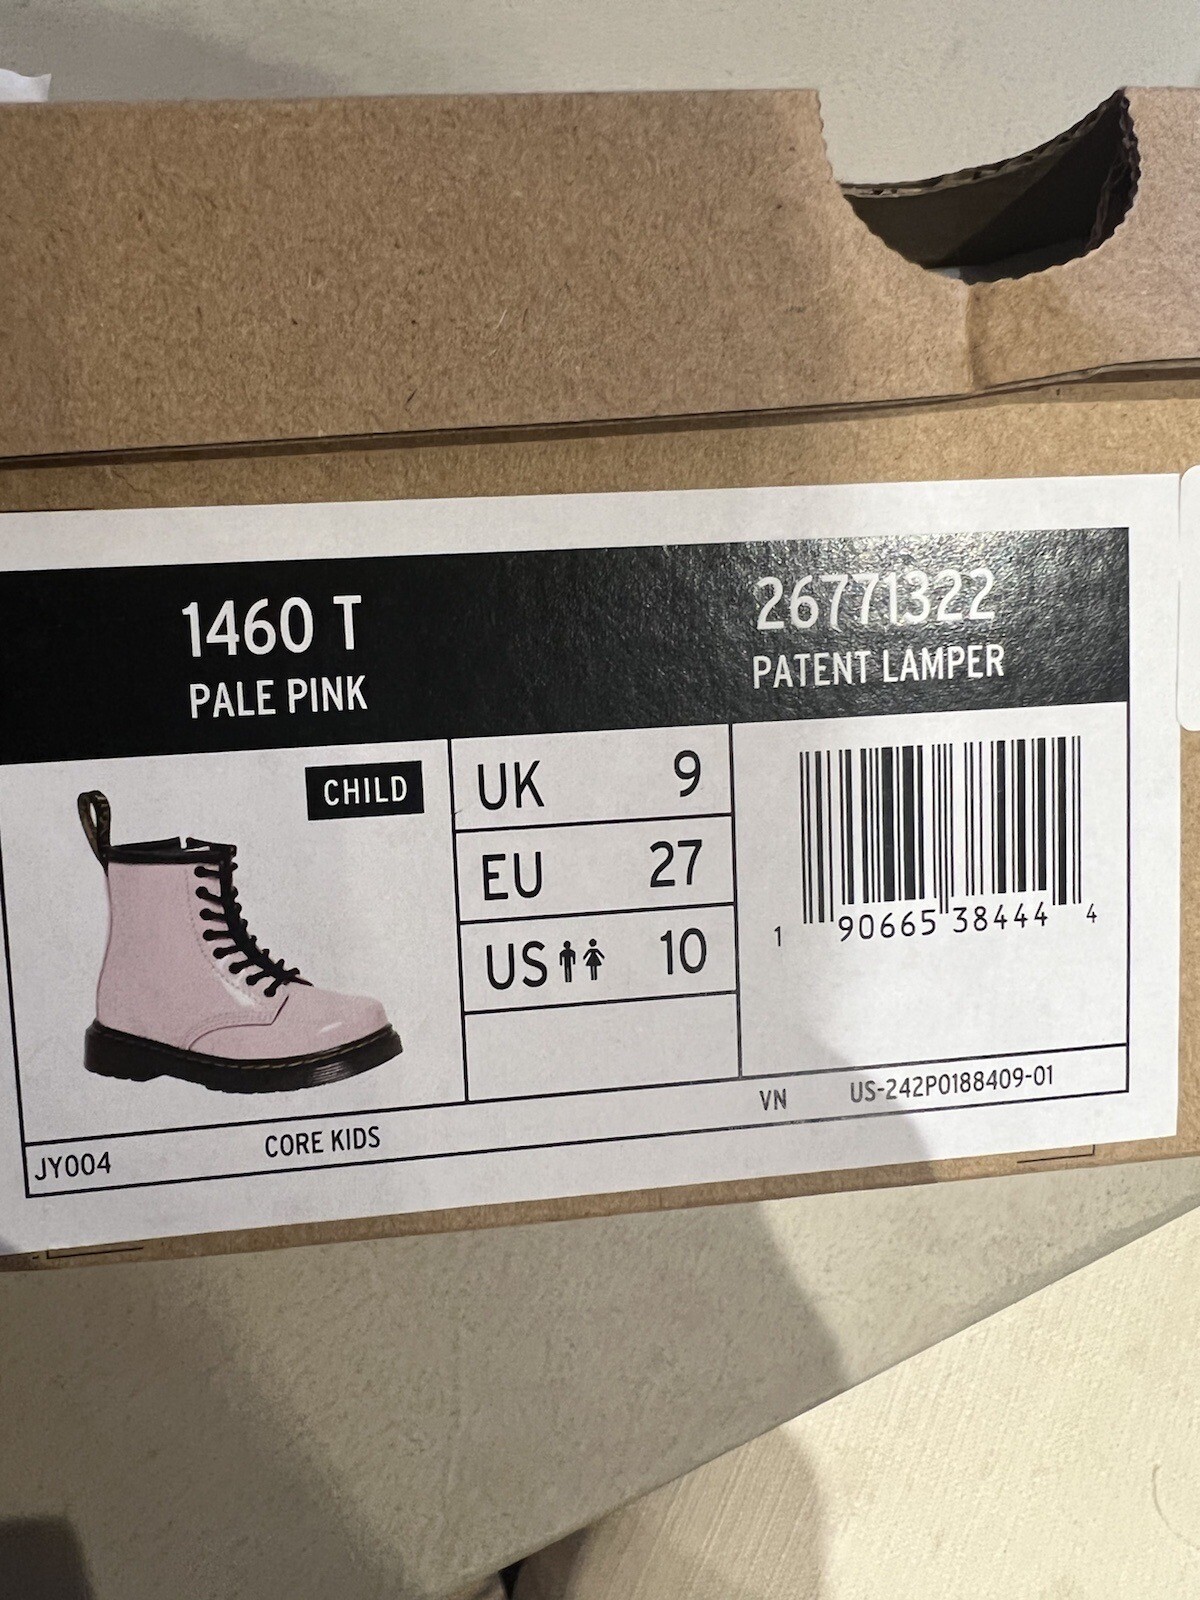 1460 T
PALE PINK
26771322
PATENT LAMPER
CHILD
UK 9
EU 27
US 10
1 90665 38444 4
VN US-242P0188409-01
JY004 CORE KIDS